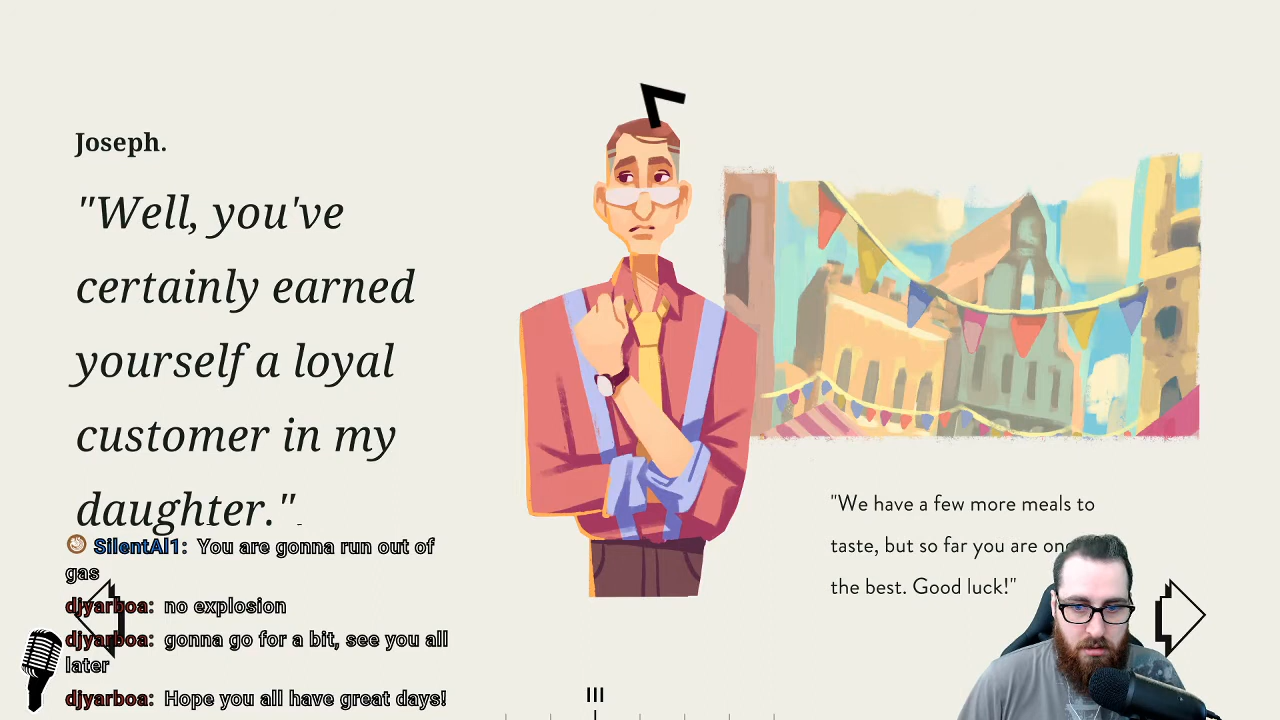 Joseph.
"Well, you've
certainly earned
yourself a loyal
customer in my
daughter."
SilentAl1: You are gonna run out of
gas
djyarboa: no explosion
djyarboa: gonna go for a bit, see you all
later
djyarboa: Hope you all have great days!
"We have a few more meals to
taste, but so far you are
the best. Good luck!"
III